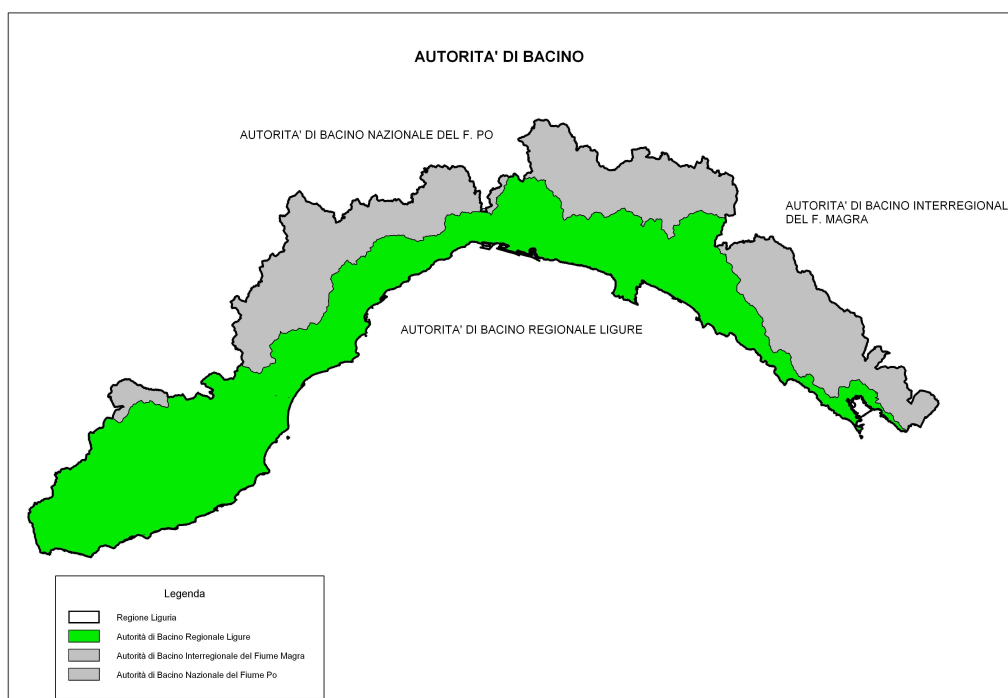 AUTORITA' DI BACINO
AUTORITA' DI BACINO NAZIONALE DEL F. PO
AUTORITA' DI BACINO INTERREGIONAL
DEL F. MAGRA
AUTORITA' DI BACINO REGIONALE LIGURE
Legenda
Regione Liguria
Autorità di Bacino Regionale Ligure
Autorità di Bacino Interregionale del Fiume Magra
Autorità di Bacino Nazionale del Fiume Po